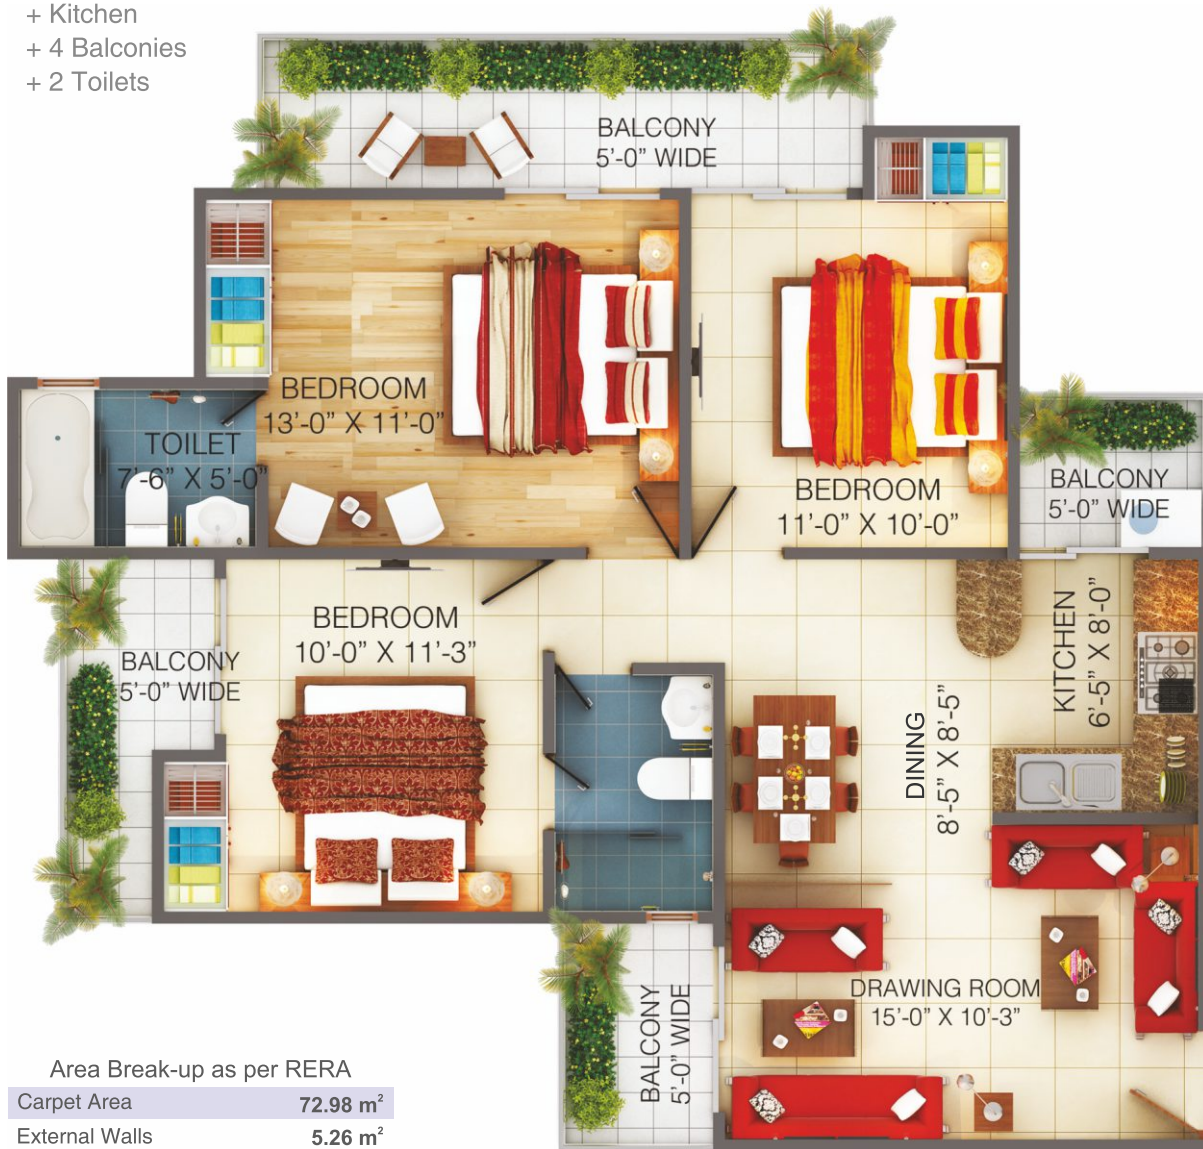 + Kitchen
+ 4 Balconies
+ 2 Toilets
BALCONY
5’-0” WIDE
BEDROOM
13’-0” X 11’-0”
TOILET
7’-6” X 5’-0”
BEDROOM
11’-0” X 10’-0”
BALCONY
5’-0” WIDE
BEDROOM
10’-0” X 11’-3”
BALCONY
5’-0” WIDE
KITCHEN
6’-5” X 8’-0”
DINING
8’-5” X 8’-5”
DRAWING ROOM
15’-0” X 10’-3”
BALCONY
5’-0” WIDE
Area Break-up as per RERA
Carpet Area 72.98 m²
External Walls 5.26 m²